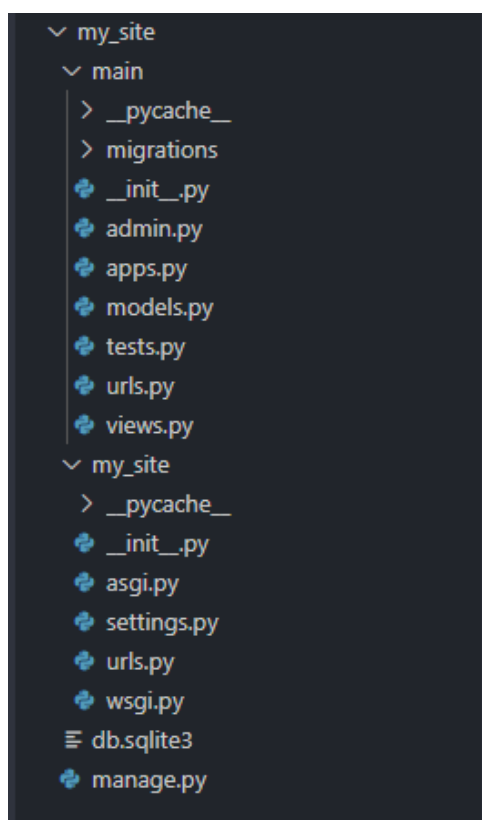 my_site
main
__pycache__
migrations
__init__.py
admin.py
apps.py
models.py
tests.py
urls.py
views.py
my_site
__pycache__
__init__.py
asgi.py
settings.py
urls.py
wsgi.py
db.sqlite3
manage.py